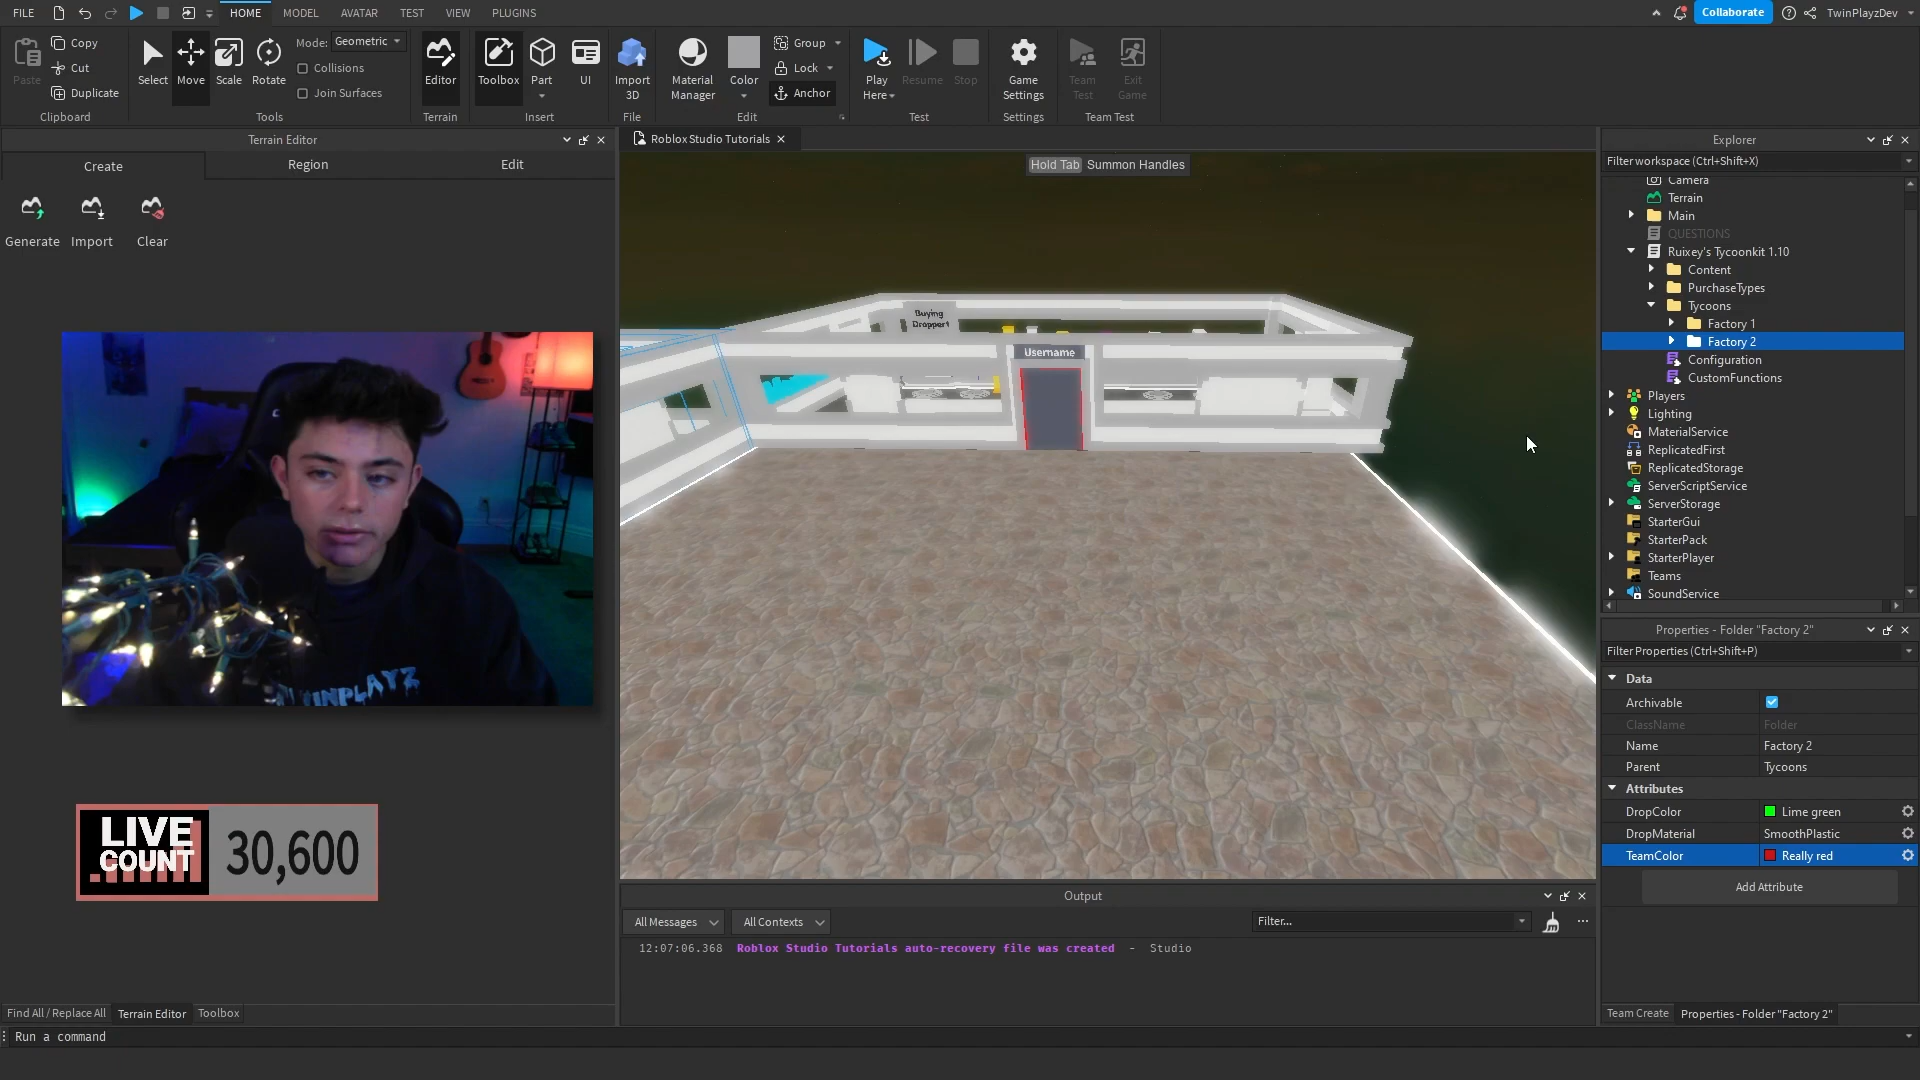 FILE
HOME
MODEL
AVATAR
TEST
VIEW
PLUGINS
Collaborate
TwinPlayzDev
Paste
Copy
Cut
Duplicate
Clipboard
Select
Move
Scale
Rotate
Mode:
Geometric
Collisions
Join Surfaces
Tools
Editor
Terrain
Toolbox
Part
UI
Insert
Import
3D
File
Material
Manager
Color
Group
Lock
Anchor
Edit
Play
Here
Resume
Stop
Test
Game
Settings
Settings
Team
Test
Exit
Game
Team Test
Terrain Editor
Create
Region
Edit
Generate
Import
Clear
TWINPLAYZ
LIVE
COUNT
30,600
Find All / Replace All
Terrain Editor
Toolbox
Run a command
Roblox Studio Tutorials
Hold Tab Summon Handles
Buying
Dropper!
Username
Output
All Messages
All Contexts
Filter...
12:07:06.368 Roblox Studio Tutorials auto-recovery file was created - Studio
Explorer
Filter workspace (Ctrl+Shift+X)
Camera
Terrain
Main
QUESTIONS
Ruixey's Tycoonkit 1.10
Content
PurchaseTypes
Tycoons
Factory 1
Factory 2
Configuration
CustomFunctions
Players
Lighting
MaterialService
ReplicatedFirst
ReplicatedStorage
ServerScriptService
ServerStorage
StarterGui
StarterPack
StarterPlayer
Teams
SoundService
Properties - Folder "Factory 2"
Filter Properties (Ctrl+Shift+P)
Data
Archivable
ClassName Folder
Name Factory 2
Parent Tycoons
Attributes
DropColor Lime green
DropMaterial SmoothPlastic
TeamColor Really red
Add Attribute
Team Create
Properties - Folder "Factory 2"